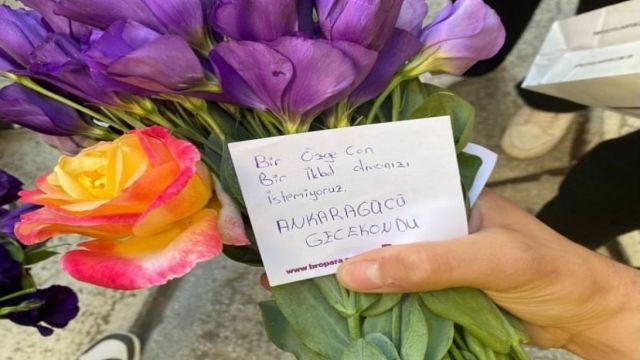 Bir Özge Can
Bir İkbal olmanızı
istemiyoruz.
ANKARAGÜCÜ
GECEKONDU
www.bropara.